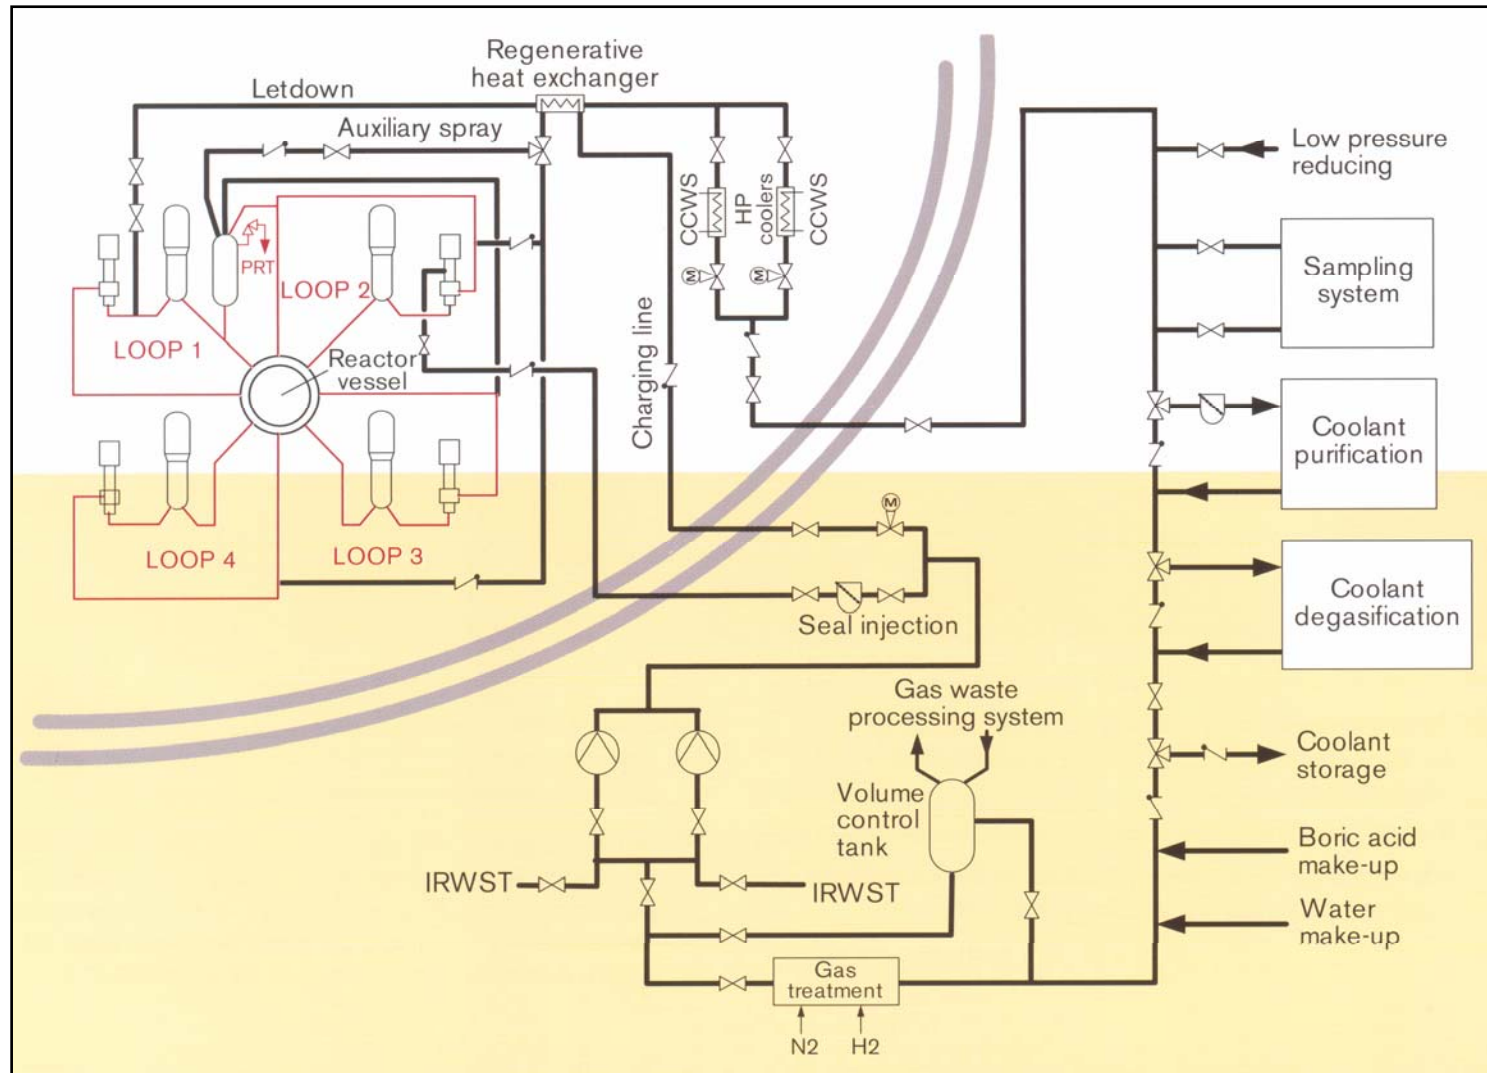 Regenerative
heat exchanger
Letdown
Auxiliary spray
Low pressure
reducing
CCWS
HP
coolers
CCWS
M
M
PRT
LOOP 2
Sampling
system
LOOP 1
Reactor
vessel
Charging line
Coolant
purification
M
LOOP 4
LOOP 3
Seal injection
Coolant
degasification
Gas waste
processing system
Coolant
storage
Volume
control
tank
IRWST
IRWST
Boric acid
make-up
Water
make-up
Gas
treatment
N2
H2